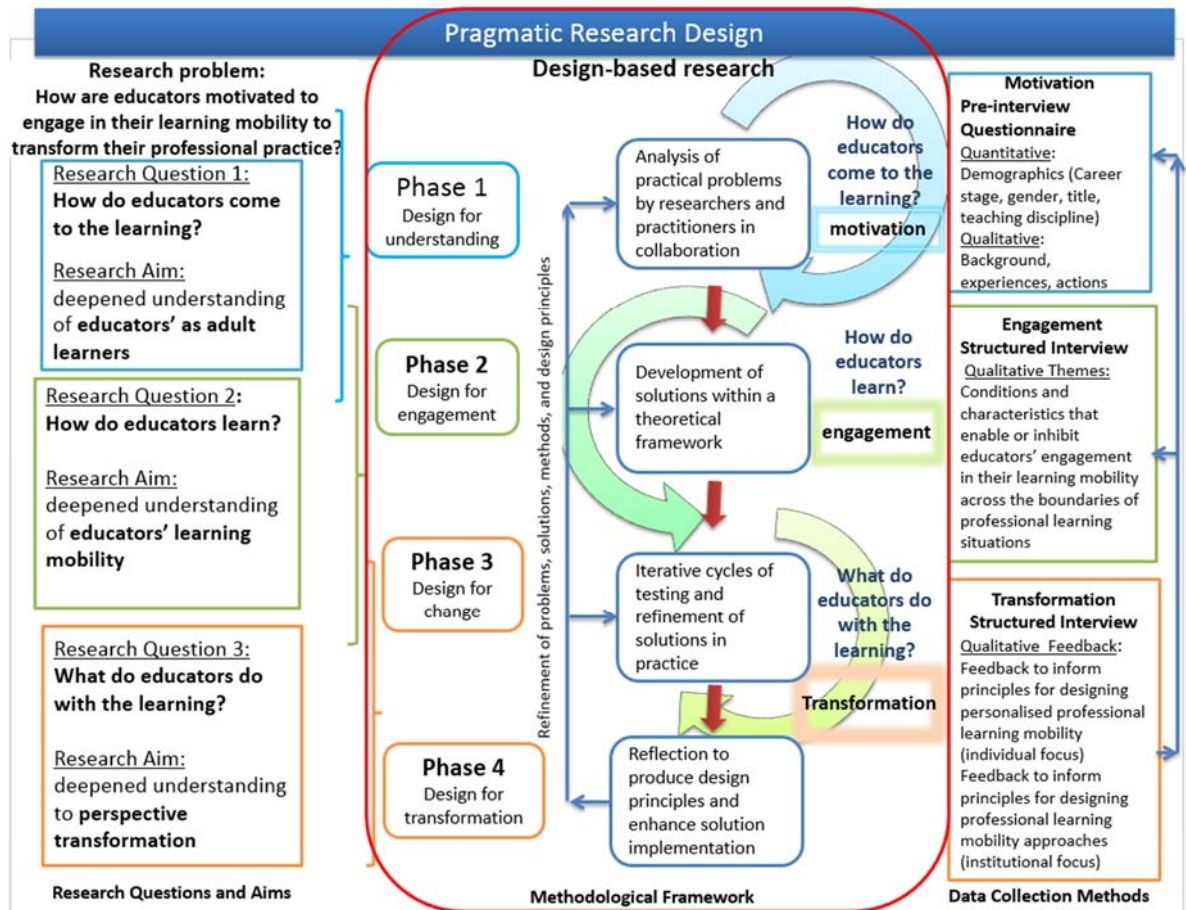 Pragmatic Research Design
Research problem:
How are educators motivated to
engage in their learning mobility to
transform their professional practice?
Research Question 1:
How do educators come
to the learning?
Research Aim:
deepened understanding
of educators' as adult
learners
Research Question 2:
How do educators learn?
Research Aim:
deepened understanding
of educators' learning
mobility
Research Question 3:
What do educators do
with the learning?
Research Aim:
deepened understanding
to perspective
transformation
Research Questions and Aims
Design-based research
Phase 1
Design for
understanding
Phase 2
Design for
engagement
Phase 3
Design for
change
Phase 4
Design for
transformation
Refinement of problems, solutions, methods, and design principles
Analysis of
practical problems
by researchers and
practitioners in
collaboration
How do
educators
come to the
learning?
motivation
Development of
solutions within a
theoretical
framework
How do
educators
learn?
engagement
Iterative cycles of
testing and
refinement of
solutions in
practice
What do
educators do
with the
learning?
Transformation
Reflection to
produce design
principles and
enhance solution
implementation
Methodological Framework
Motivation
Pre-interview
Questionnaire
Quantitative:
Demographics (Career
stage, gender, title,
teaching discipline)
Qualitative:
Background,
experiences, actions
Engagement
Structured Interview
Qualitative Themes:
Conditions and
characteristics that
enable or inhibit
educators' engagement
in their learning mobility
across the boundaries of
professional learning
situations
Transformation
Structured Interview
Qualitative Feedback:
Feedback to inform
principles for designing
personalised professional
learning mobility
(individual focus)
Feedback to inform
principles for designing
professional learning
mobility approaches
(institutional focus)
Data Collection Methods